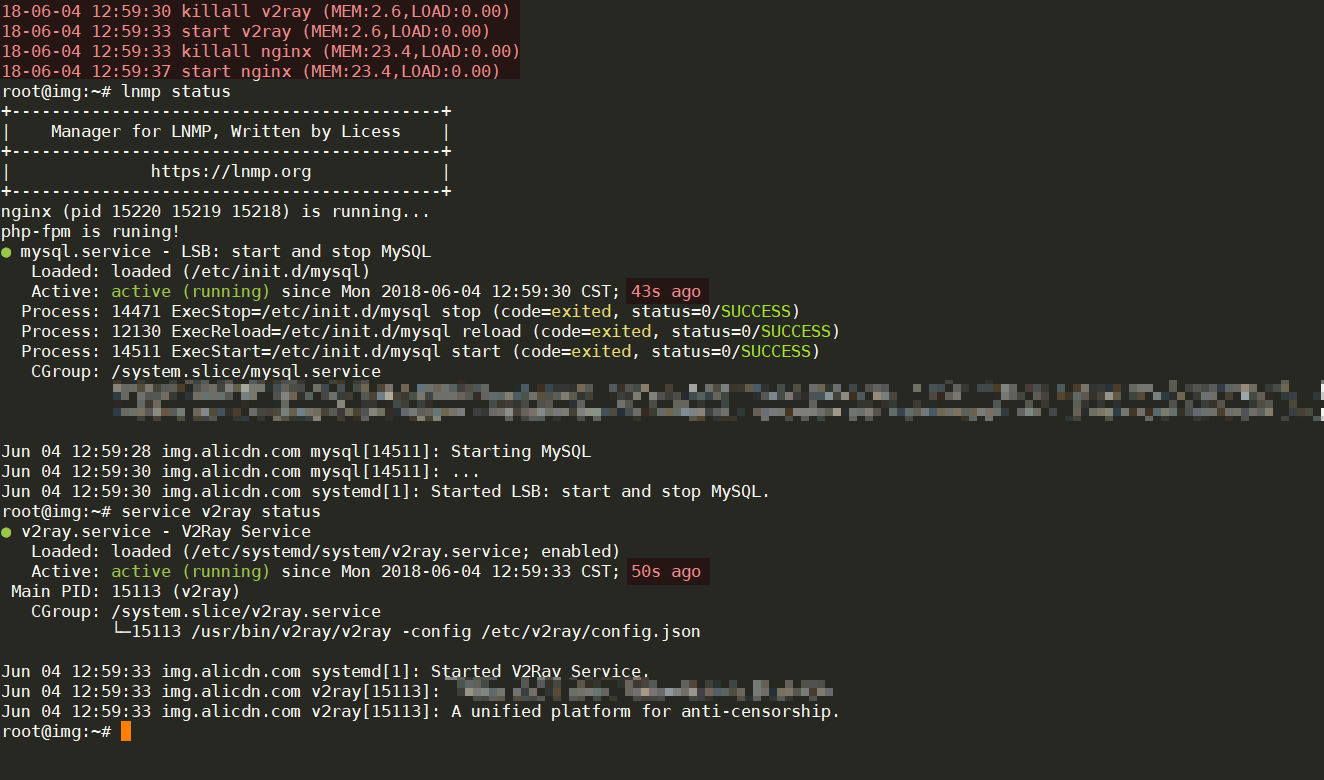 18-06-04 12:59:30 killall v2ray (MEM:2.6,LOAD:0.00)
18-06-04 12:59:33 start v2ray (MEM:2.6,LOAD:0.00)
18-06-04 12:59:33 killall nginx (MEM:23.4,LOAD:0.00)
18-06-04 12:59:37 start nginx (MEM:23.4,LOAD:0.00)
root@img:~# lnmp status
+-------------------------------------------+
|    Manager for LNMP, Written by Licess    |
+-------------------------------------------+
|              https://lnmp.org             |
+-------------------------------------------+
nginx (pid 15220 15219 15218) is running...
php-fpm is runing!
● mysql.service - LSB: start and stop MySQL
   Loaded: loaded (/etc/init.d/mysql)
   Active: active (running) since Mon 2018-06-04 12:59:30 CST; 43s ago
  Process: 14471 ExecStop=/etc/init.d/mysql stop (code=exited, status=0/SUCCESS)
  Process: 12130 ExecReload=/etc/init.d/mysql reload (code=exited, status=0/SUCCESS)
  Process: 14511 ExecStart=/etc/init.d/mysql start (code=exited, status=0/SUCCESS)
   CGroup: /system.slice/mysql.service
Jun 04 12:59:28 img.alicdn.com mysql[14511]: Starting MySQL
Jun 04 12:59:30 img.alicdn.com mysql[14511]: ...
Jun 04 12:59:30 img.alicdn.com systemd[1]: Started LSB: start and stop MySQL.
root@img:~# service v2ray status
● v2ray.service - V2Ray Service
   Loaded: loaded (/etc/systemd/system/v2ray.service; enabled)
   Active: active (running) since Mon 2018-06-04 12:59:33 CST; 50s ago
 Main PID: 15113 (v2ray)
   CGroup: /system.slice/v2ray.service
           └─15113 /usr/bin/v2ray/v2ray -config /etc/v2ray/config.json
Jun 04 12:59:33 img.alicdn.com systemd[1]: Started V2Ray Service.
Jun 04 12:59:33 img.alicdn.com v2ray[15113]:
Jun 04 12:59:33 img.alicdn.com v2ray[15113]: A unified platform for anti-censorship.
root@img:~#